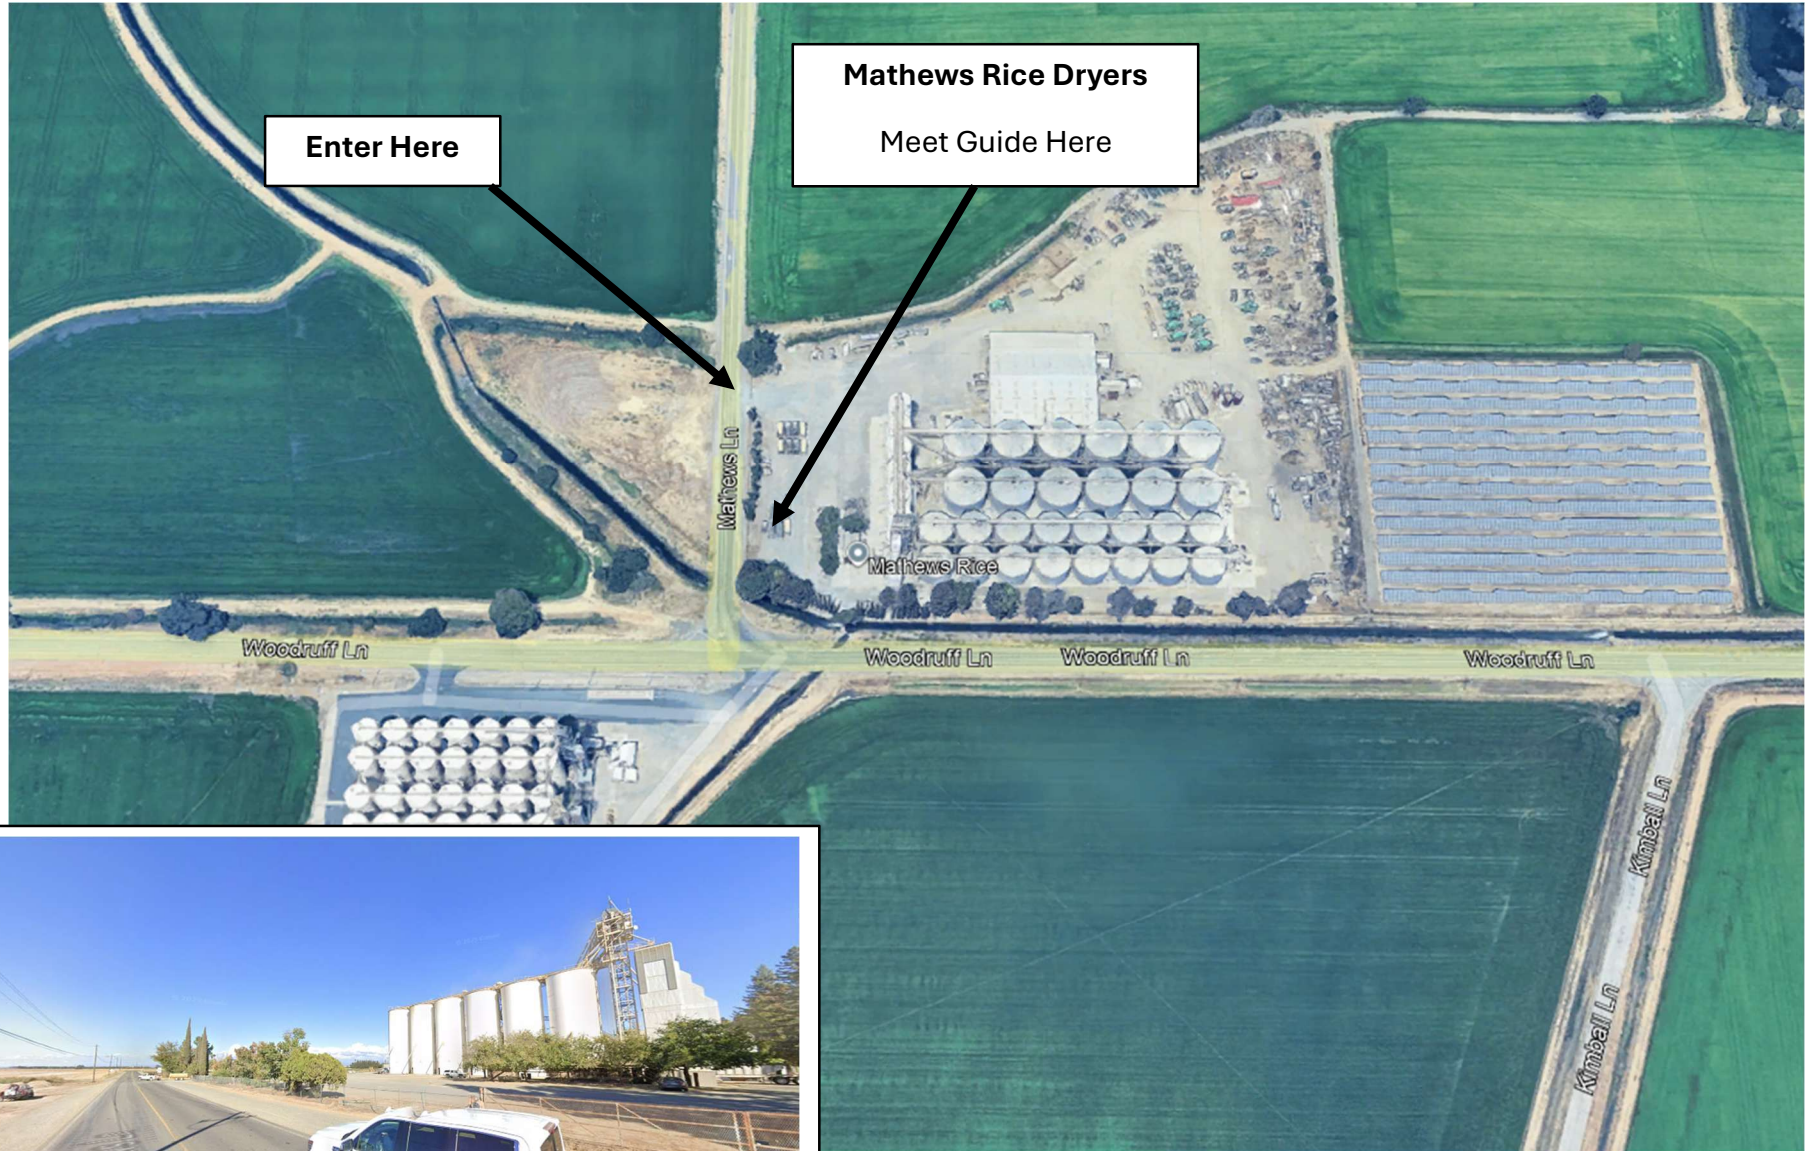 Mathews Rice Dryers
Meet Guide Here
Enter Here
Mathews Ln
Mathews Rice
Woodruff Ln
Woodruff Ln
Woodruff Ln
Woodruff Ln
Kimball Ln
Kimball Ln